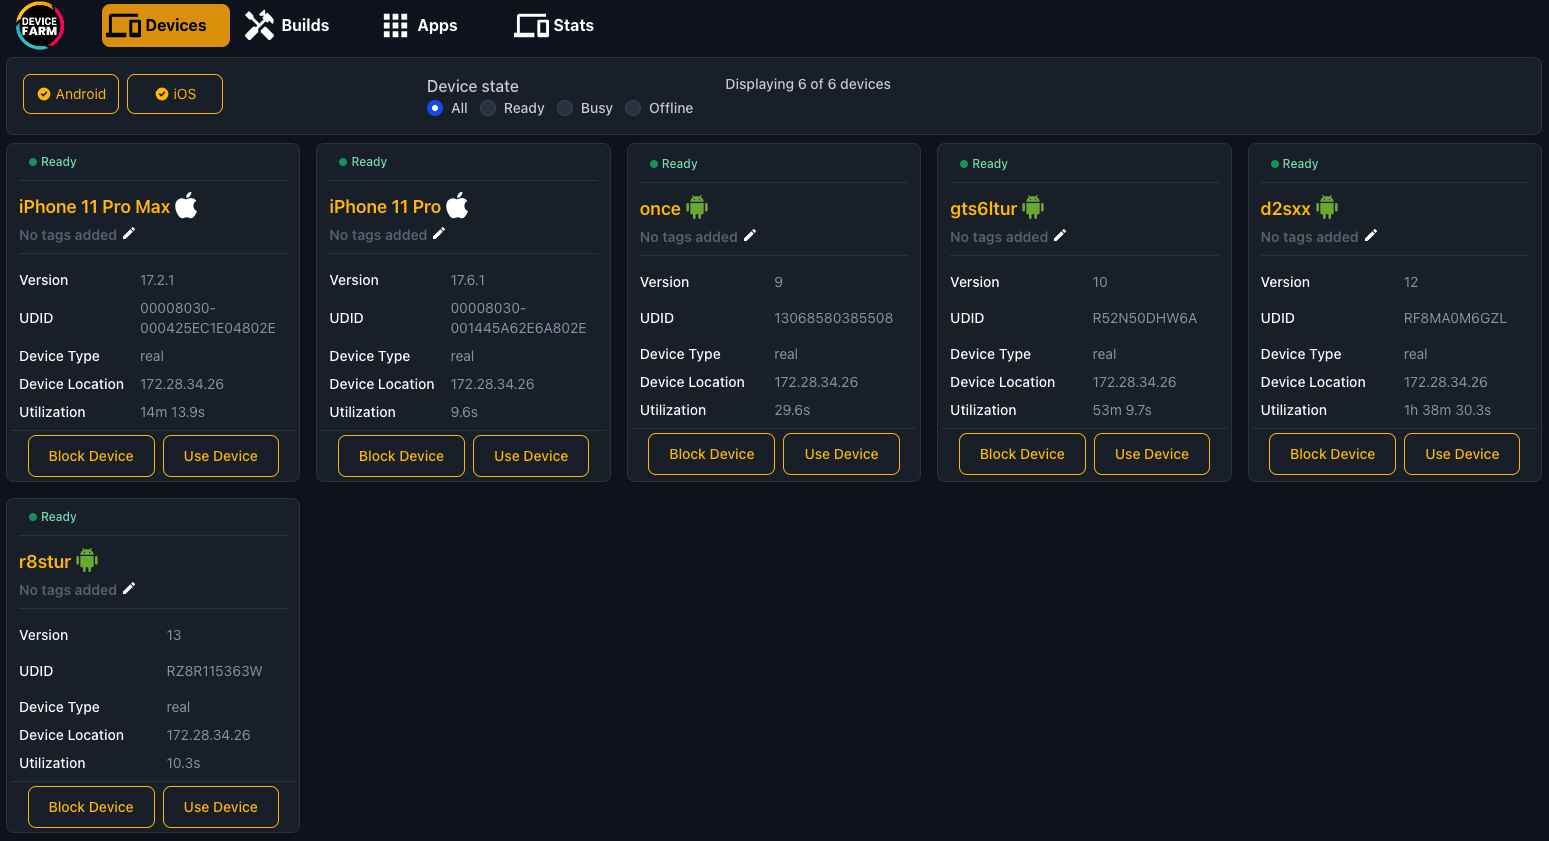 DEVICE
FARM
Devices
Builds
Apps
Stats
Android
iOS
Device state
All
Ready
Busy
Offline
Displaying 6 of 6 devices
Ready
iPhone 11 Pro Max
No tags added
Version 17.2.1
UDID 00008030-
000425EC1E04802E
Device Type real
Device Location 172.28.34.26
Utilization 14m 13.9s
Block Device
Use Device
Ready
iPhone 11 Pro
No tags added
Version 17.6.1
UDID 00008030-
001445A62E6A802E
Device Type real
Device Location 172.28.34.26
Utilization 9.6s
Block Device
Use Device
Ready
once
No tags added
Version 9
UDID 13068580385508
Device Type real
Device Location 172.28.34.26
Utilization 29.6s
Block Device
Use Device
Ready
gts6ltur
No tags added
Version 10
UDID R52N50DHW6A
Device Type real
Device Location 172.28.34.26
Utilization 53m 9.7s
Block Device
Use Device
Ready
d2sxx
No tags added
Version 12
UDID RF8MA0M6GZL
Device Type real
Device Location 172.28.34.26
Utilization 1h 38m 30.3s
Block Device
Use Device
Ready
r8stur
No tags added
Version 13
UDID RZ8R115363W
Device Type real
Device Location 172.28.34.26
Utilization 10.3s
Block Device
Use Device